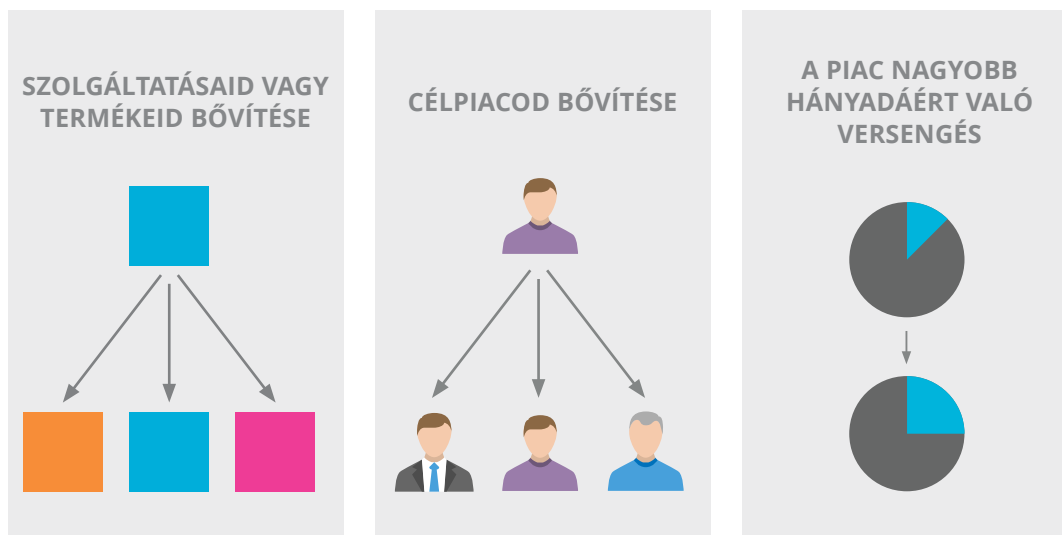 SZOLGÁLTATÁSAID VAGY
TERMÉKEID BŐVÍTÉSE
CÉLPIACOD BŐVÍTÉSE
A PIAC NAGYOBB
HÁNYADÁÉRT VALÓ
VERSENGÉS